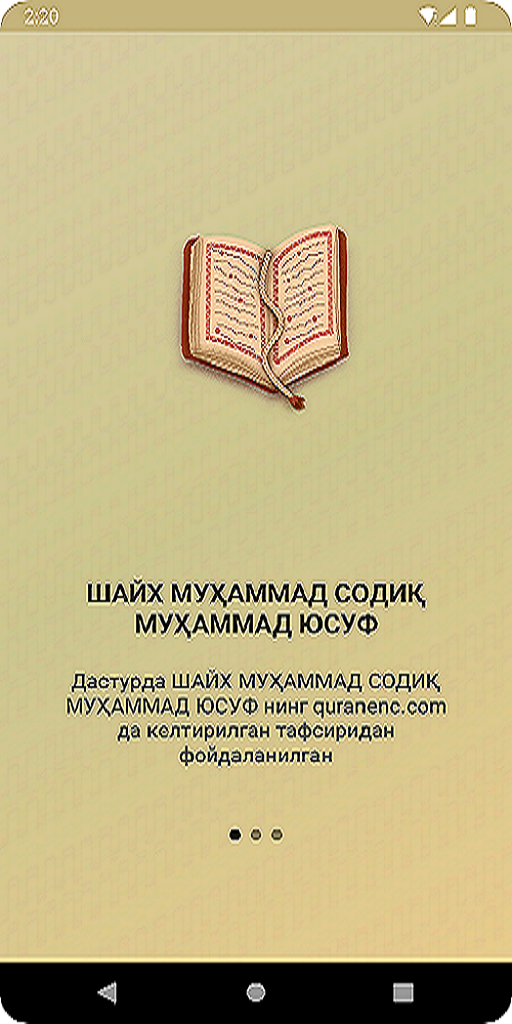 2:20
ШАЙХ МУҲАММАД СОДИҚ
МУҲАММАД ЮСУФ
Дастурда ШАЙХ МУҲАММАД СОДИҚ
МУҲАММАД ЮСУФ нинг quranenc.com
да келтирилган тафсиридан
фойдаланилган